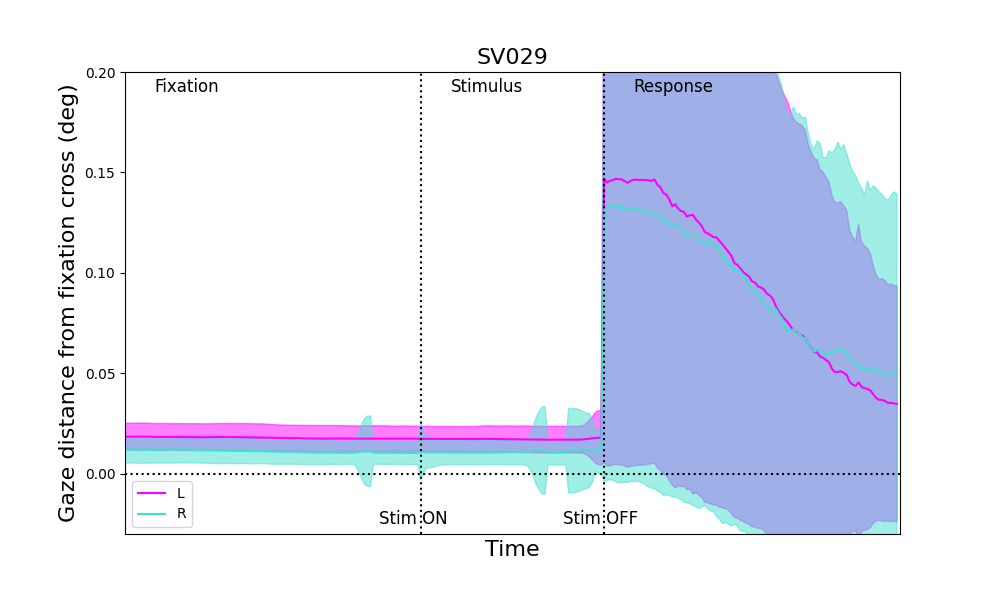 SV029
Fixation
Stimulus
Response
0.20
0.15
0.10
0.05
0.00
Gaze distance from fixation cross (deg)
L
R
Stim ON
Stim OFF
Time